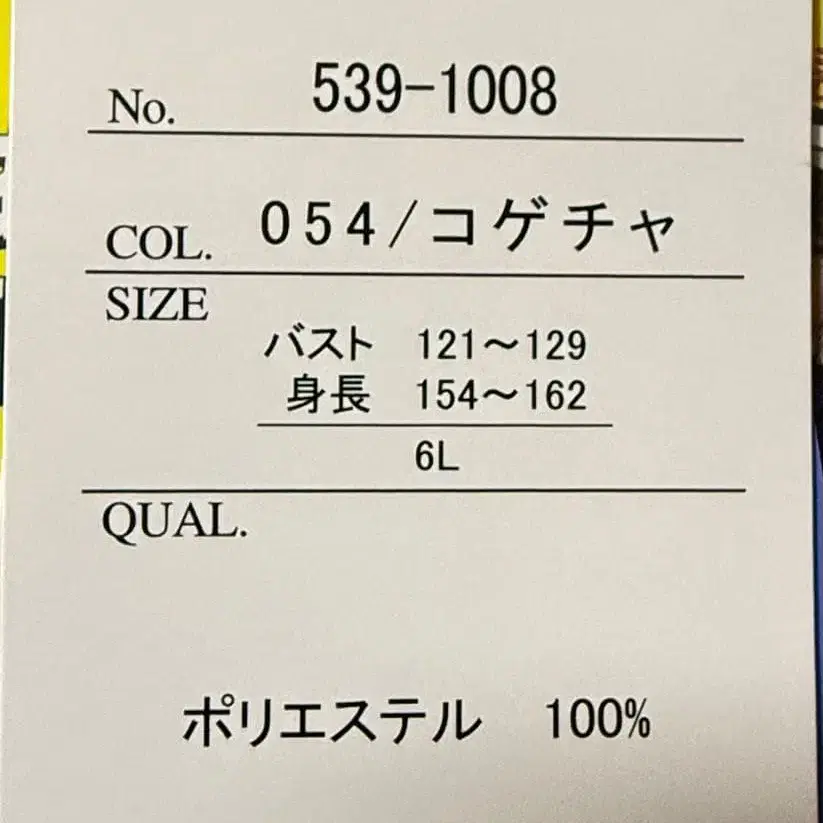 No. 539-1008
COL. 054/コゲチャ
SIZE
バスト 121～129
身長 154～162
6L
QUAL.
ポリエステル 100%